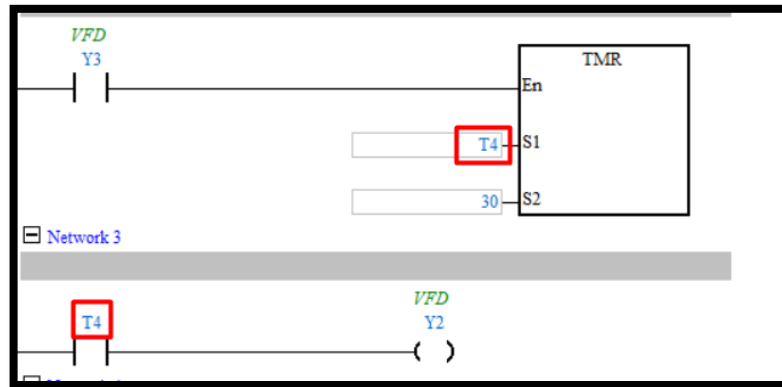 VFD
Y3
TMR
En
T4 S1
30 S2
Network 3
VFD
T4 Y2